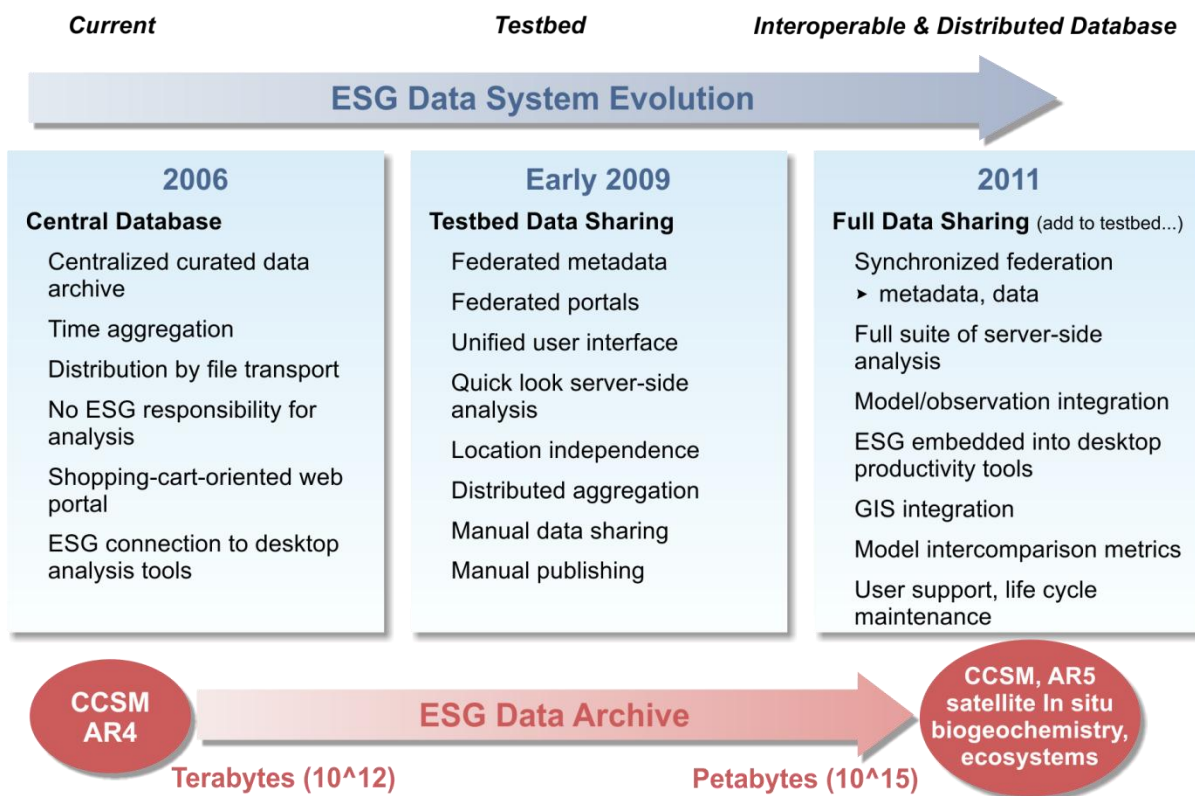 Current
Testbed
Interoperable & Distributed Database
ESG Data System Evolution
2006
Central Database
Centralized curated data
archive
Time aggregation
Distribution by file transport
No ESG responsibility for
analysis
Shopping-cart-oriented web
portal
ESG connection to desktop
analysis tools
Early 2009
Testbed Data Sharing
Federated metadata
Federated portals
Unified user interface
Quick look server-side
analysis
Location independence
Distributed aggregation
Manual data sharing
Manual publishing
2011
Full Data Sharing (add to testbed...)
Synchronized federation
➤ metadata, data
Full suite of server-side
analysis
Model/observation integration
ESG embedded into desktop
productivity tools
GIS integration
Model intercomparison metrics
User support, life cycle
maintenance
CCSM
AR4
ESG Data Archive
CCSM, AR5
satellite In situ
biogeochemistry,
ecosystems
Terabytes (10^12)
Petabytes (10^15)